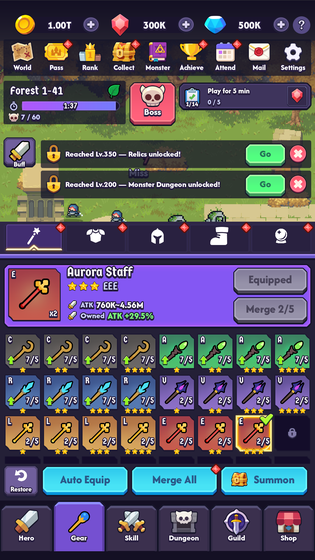 1.00T 300K 500K ?
World Pass Rank Collect Monster Achieve Attend Mail Settings
Forest 1-41
1:37
7 / 60
Boss
1/14
Play for 5 min
0 / 5
Buff
Reached Lv.350 — Relics unlocked! Go
Miss
Reached Lv.200 — Monster Dungeon unlocked! Go
Aurora Staff
EEE
E
x2
ATK 760K~4.56M
Owned ATK +29.5%
Equipped
Merge 2/5
C 7/5 C 7/5 C 7/5 C 7/5 A 7/5 A 7/5 A 7/5 A 7/5
R 7/5 R 7/5 R 7/5 R 7/5 U 7/5 U 7/5 U 7/5 U 7/5
L 2/5 L 2/5 L 2/5 L 2/5 E 2/5 E 2/5 E 2/5
Restore
Auto Equip
Merge All
Summon
Hero Gear Skill Dungeon Guild Shop